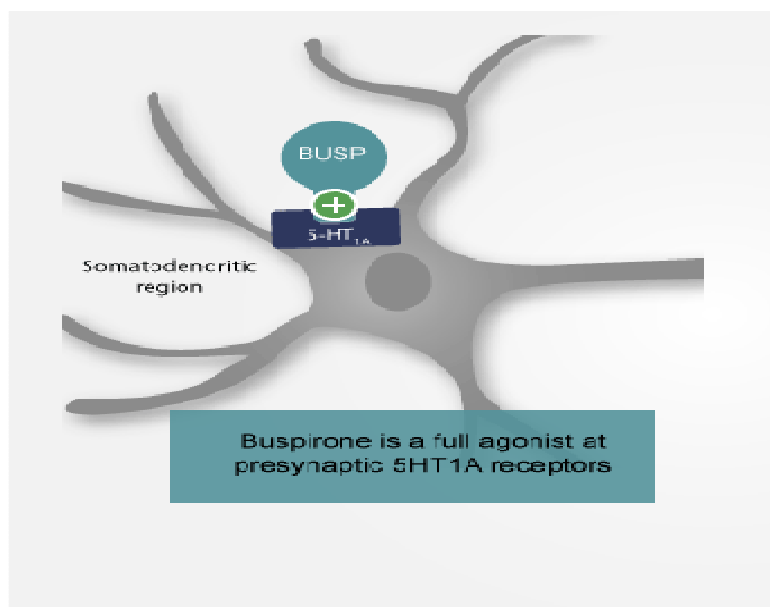 BUSP
+
5-HT1A
Somatodendritic
region
Buspirone is a full agonist at
presynaptic 5HT1A receptors